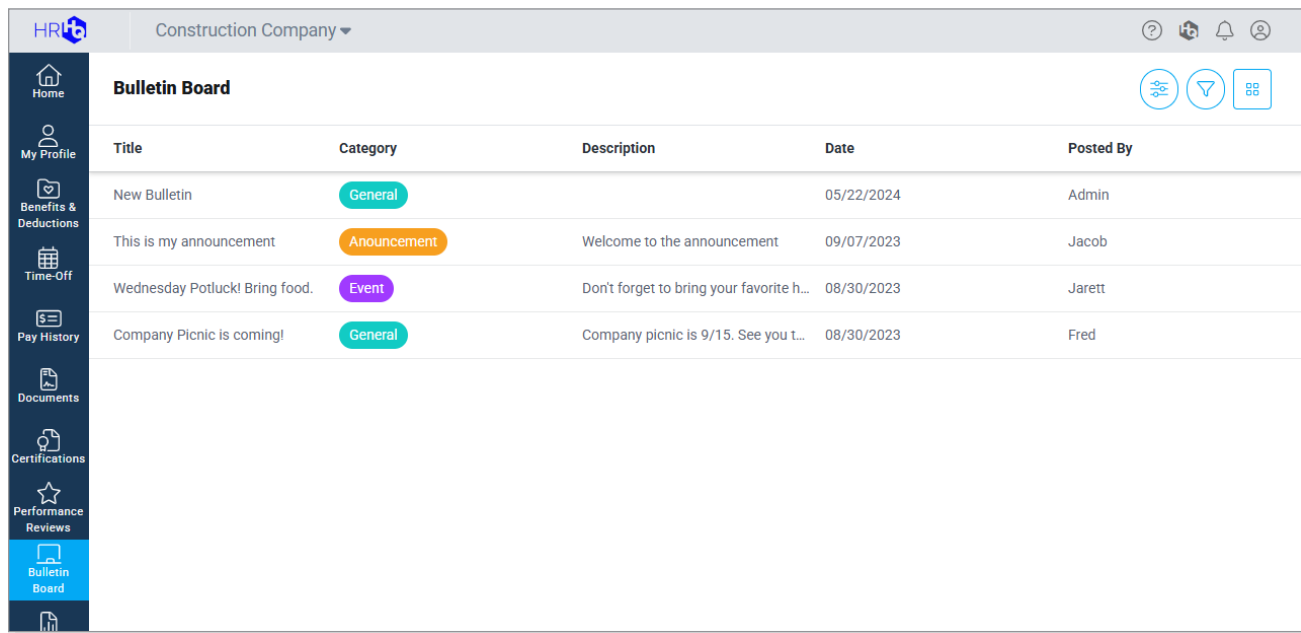 HRHQ
Construction Company
Home
My Profile
Benefits &
Deductions
Time-Off
Pay History
Documents
Certifications
Performance
Reviews
Bulletin
Board
Bulletin Board
Title Category Description Date Posted By
New Bulletin General 05/22/2024 Admin
This is my announcement Anouncement Welcome to the announcement 09/07/2023 Jacob
Wednesday Potluck! Bring food. Event Don't forget to bring your favorite h... 08/30/2023 Jarett
Company Picnic is coming! General Company picnic is 9/15. See you t... 08/30/2023 Fred